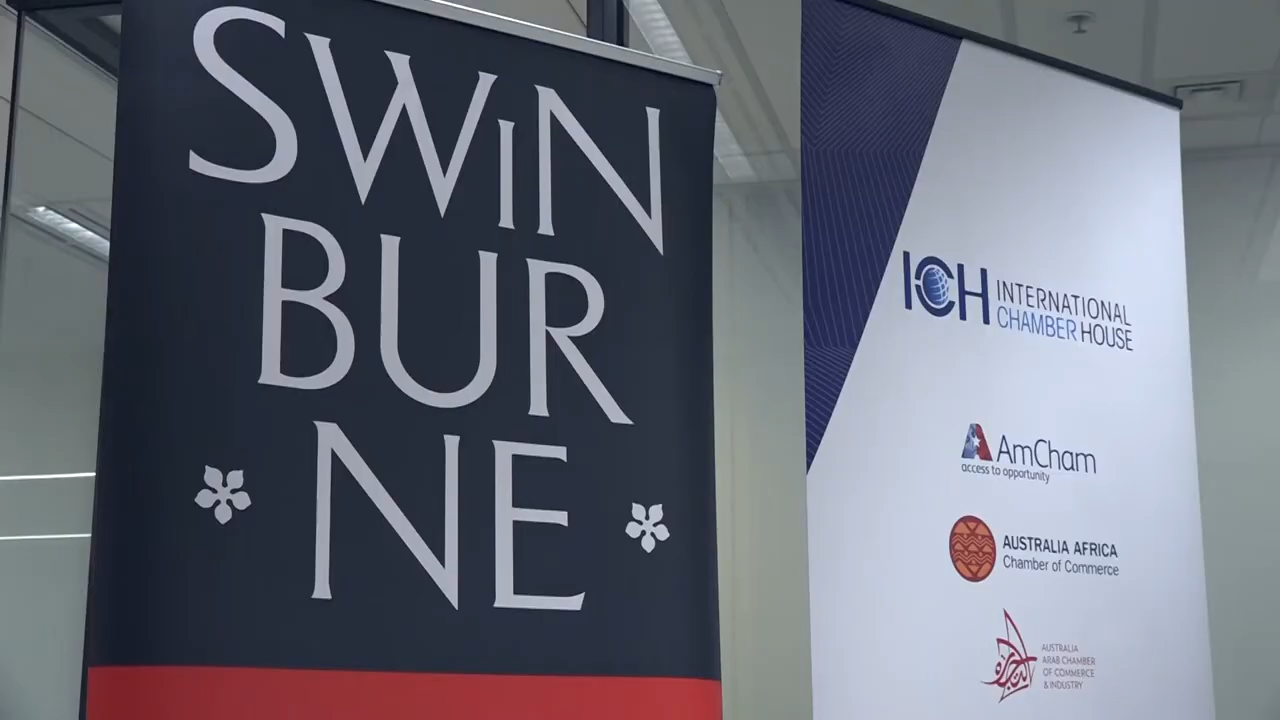 SWIN
BUR
NE
ICH INTERNATIONAL
CHAMBER HOUSE
AmCham
access to opportunity
AUSTRALIA AFRICA
Chamber of Commerce
AUSTRALIA
ARAB CHAMBER
OF COMMERCE
& INDUSTRY